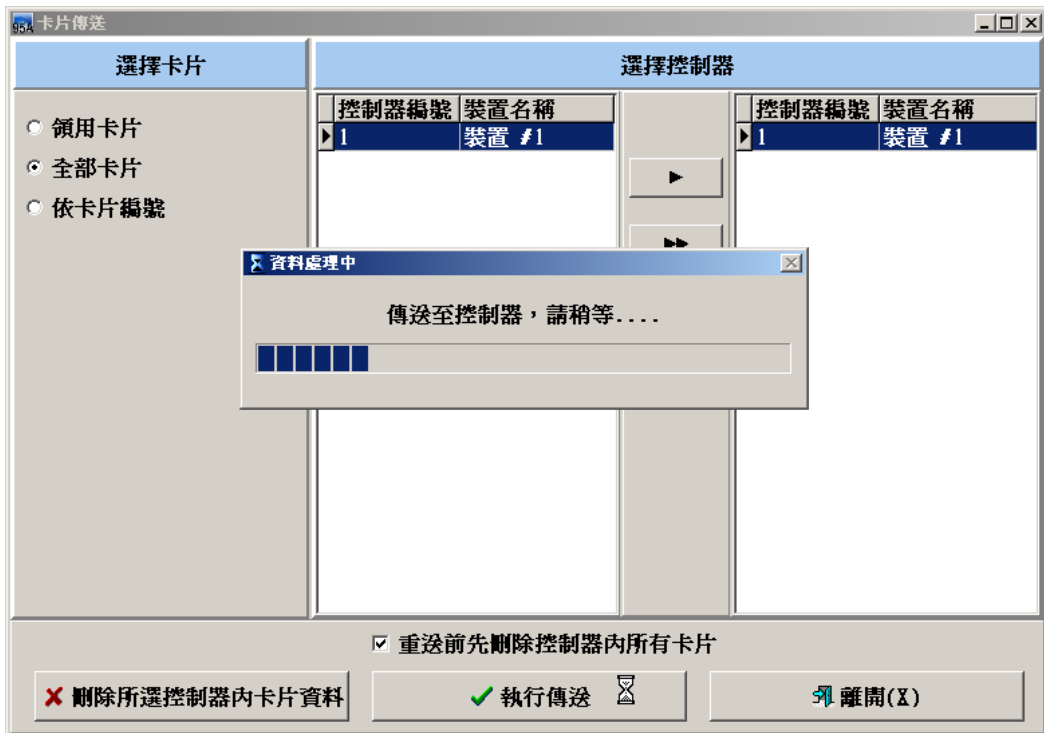 95A 卡片傳送
選擇卡片
選擇控制器
領用卡片
全部卡片
依卡片編號
控制器編號 裝置名稱
1 裝置 #1
控制器編號 裝置名稱
1 裝置 #1
資料處理中
傳送至控制器，請稍等....
重送前先刪除控制器內所有卡片
刪除所選控制器內卡片資料
執行傳送
離開(X)